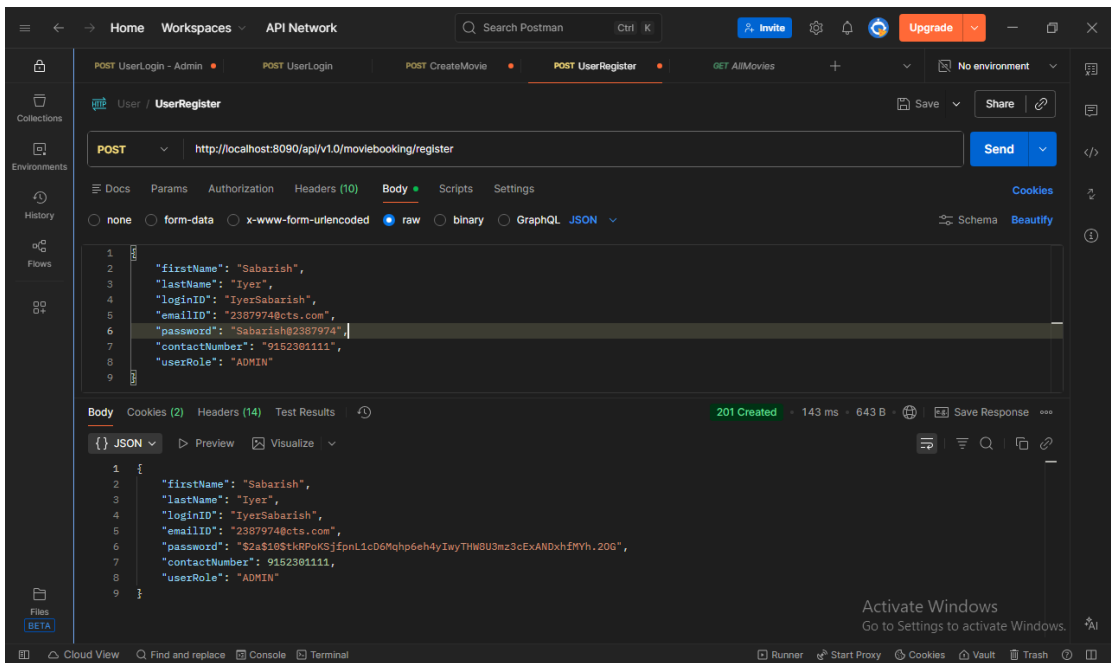 Home Workspaces API Network Search Postman Ctrl K Invite Upgrade
POST UserLogin - Admin POST UserLogin POST CreateMovie POST UserRegister GET AllMovies No environment
HTTP User / UserRegister Save Share
POST http://localhost:8090/api/v1.0/moviebooking/register Send
Docs Params Authorization Headers (10) Body Scripts Settings Cookies
none form-data x-www-form-urlencoded raw binary GraphQL JSON Schema Beautify
Collections
Environments
History
Flows
1 {
2 "firstName": "Sabarish",
3 "lastName": "Iyer",
4 "loginID": "IyerSabarish",
5 "emailID": "2387974@cts.com",
6 "password": "Sabarish@2387974",
7 "contactNumber": "9152301111",
8 "userRole": "ADMIN"
9 }
Body Cookies (2) Headers (14) Test Results 201 Created 143 ms 643 B e.g. Save Response
{} JSON Preview Visualize
1 {
2 "firstName": "Sabarish",
3 "lastName": "Iyer",
4 "loginID": "IyerSabarish",
5 "emailID": "2387974@cts.com",
6 "password": "$2a$10$tkRPoKSjfpnL1cD6Mqhp6eh4yIwyTHW8U3mz3cExANDxhfMYh.2OG",
7 "contactNumber": 9152301111,
8 "userRole": "ADMIN"
9 }
Files
BETA
Activate Windows
Go to Settings to activate Windows.
AI
Cloud View Find and replace Console Terminal Runner Start Proxy Cookies Vault Trash